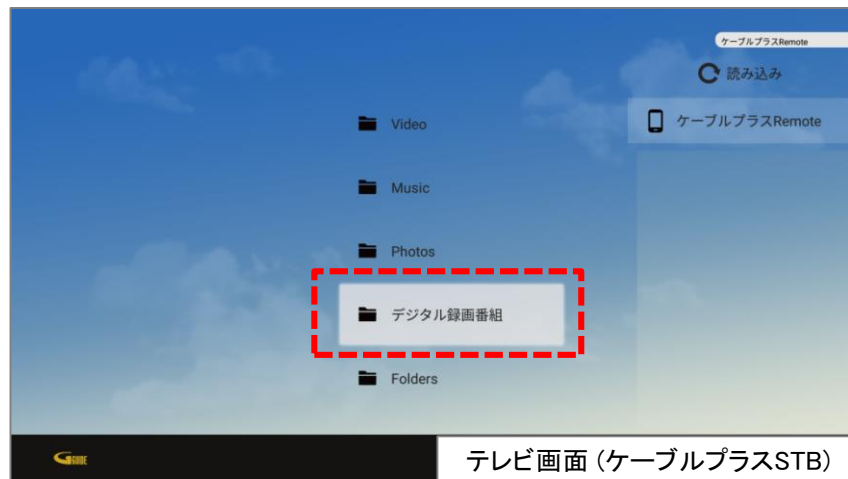 ケーブルプラスRemote
読み込み
ケーブルプラスRemote
Video
Music
Photos
デジタル録画番組
Folders
G GUIDE
テレビ画面（ケーブルプラスSTB）